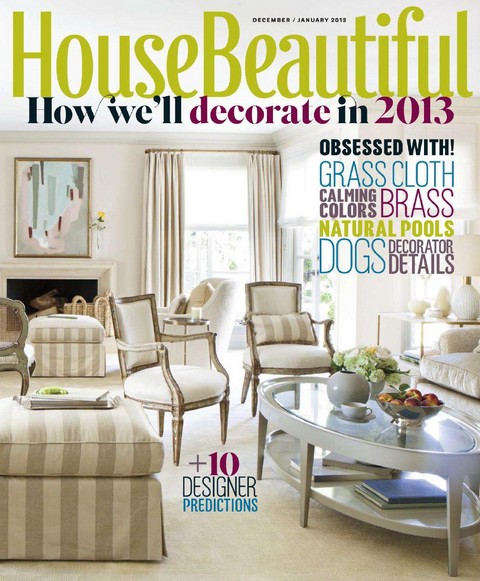 DECEMBER / JANUARY 2013
HouseBeautiful
How we'll decorate in 2013
OBSESSED WITH!
GRASS CLOTH
CALMING
COLORS BRASS
NATURAL POOLS
DOGS DECORATOR
DETAILS
+10
DESIGNER
PREDICTIONS